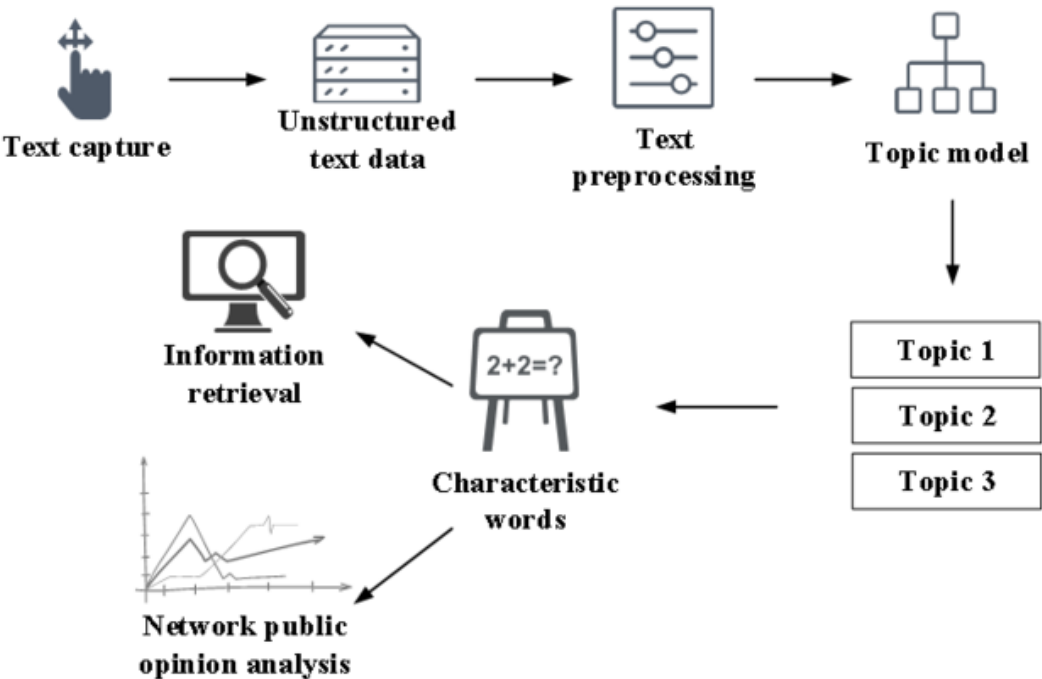 Text capture
Unstructured
text data
Text
preprocessing
Topic model
Topic 1
Topic 2
Topic 3
2+2=?
Characteristic
words
Information
retrieval
Network public
opinion analysis